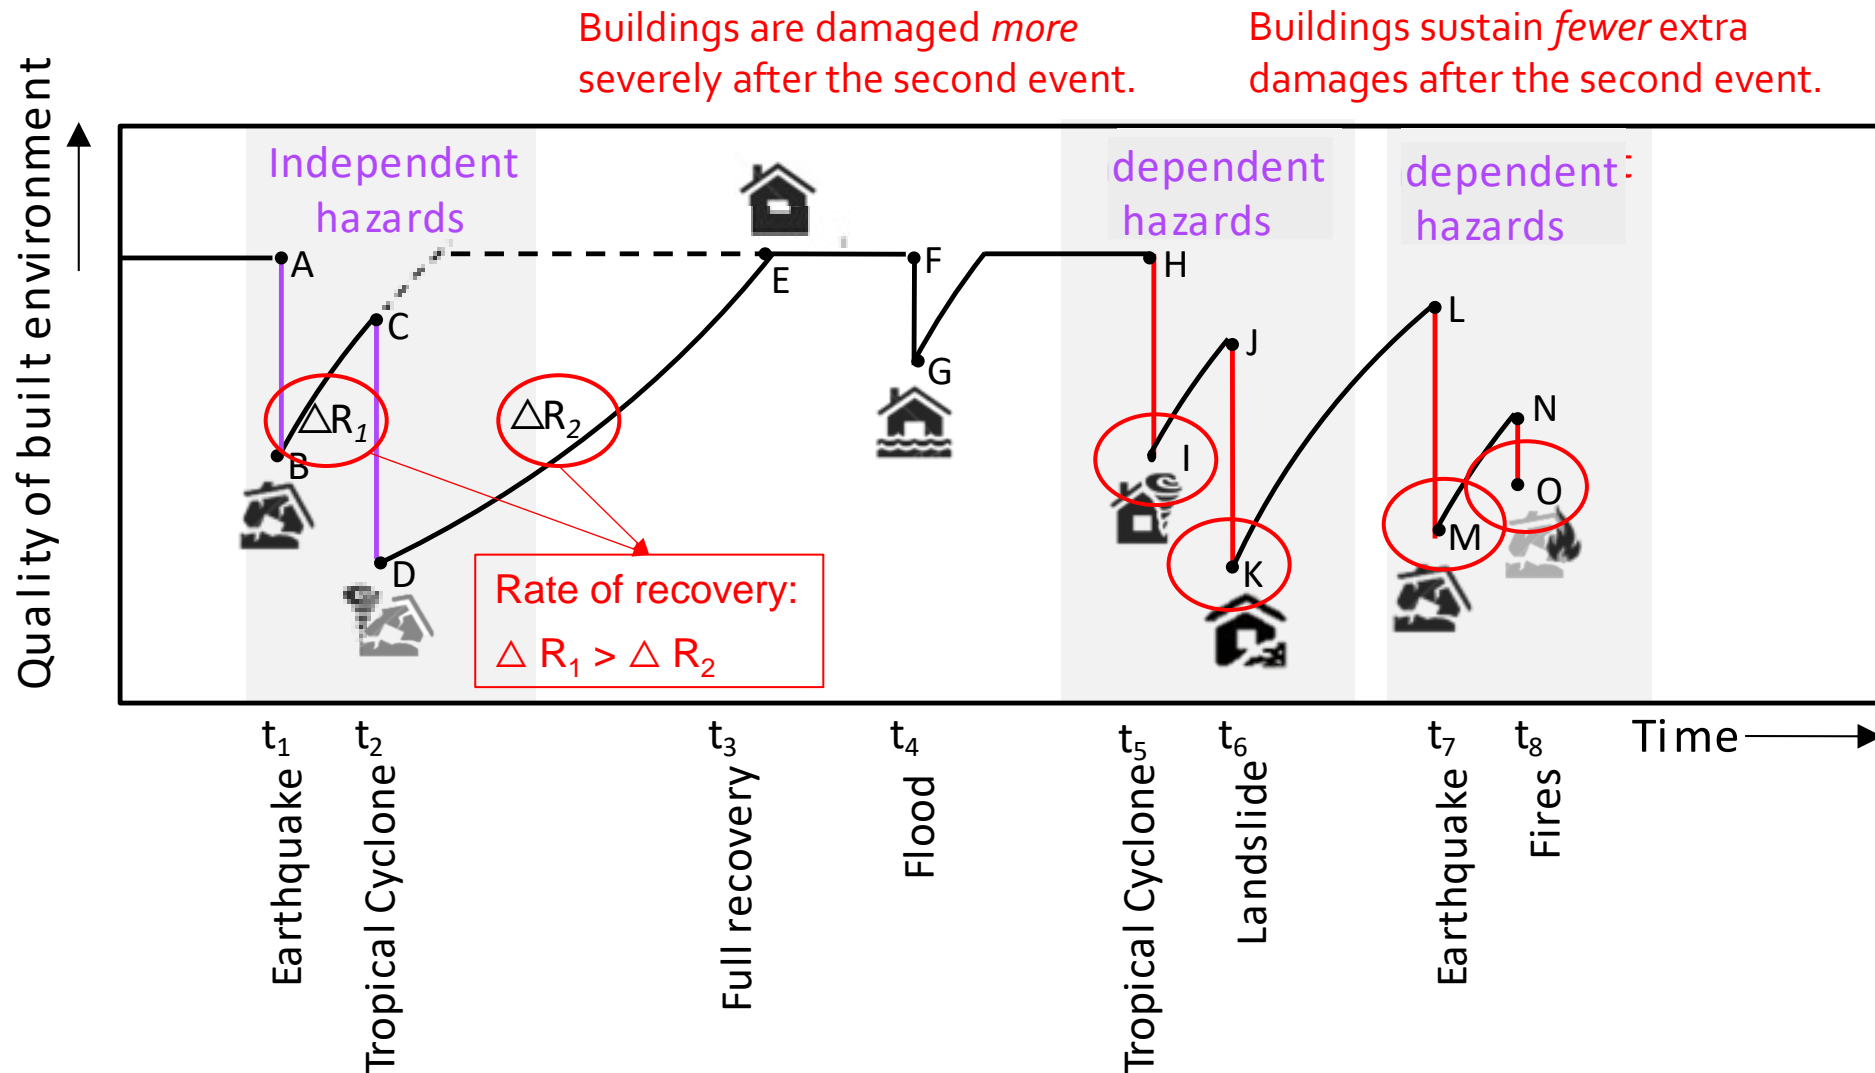 Buildings are damaged more
severely after the second event.
Buildings sustain fewer extra
damages after the second event.
Quality of built environment
Independent
hazards
dependent
hazards
dependent
hazards
A
B
C
D
E
F
G
H
I
J
K
L
M
N
O
△R₁
△R₂
Rate of recovery:
△ R₁ > △ R₂
t₁
t₂
t₃
t₄
t₅
t₆
t₇
t₈
Time
Earthquake
Tropical Cyclone
Full recovery
Flood
Tropical Cyclone
Landslide
Earthquake
Fires